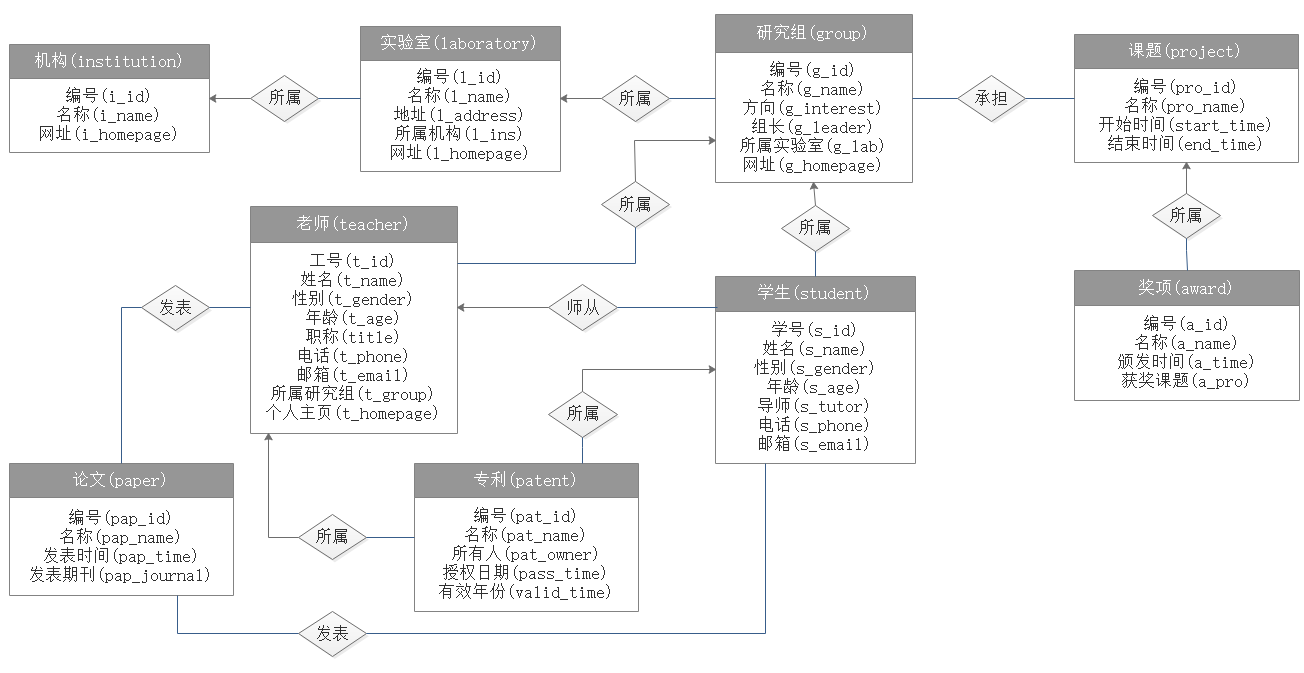 机构(institution)
编号(i_id)
名称(i_name)
网址(i_homepage)
所属
实验室(laboratory)
编号(l_id)
名称(l_name)
地址(l_address)
所属机构(l_ins)
网址(l_homepage)
所属
研究组(group)
编号(g_id)
名称(g_name)
方向(g_interest)
组长(g_leader)
所属实验室(g_lab)
网址(g_homepage)
承担
课题(project)
编号(pro_id)
名称(pro_name)
开始时间(start_time)
结束时间(end_time)
所属
所属
所属
老师(teacher)
工号(t_id)
姓名(t_name)
性别(t_gender)
年龄(t_age)
职称(title)
电话(t_phone)
邮箱(t_email)
所属研究组(t_group)
个人主页(t_homepage)
发表
师从
学生(student)
学号(s_id)
姓名(s_name)
性别(s_gender)
年龄(s_age)
导师(s_tutor)
电话(s_phone)
邮箱(s_email)
奖项(award)
编号(a_id)
名称(a_name)
颁发时间(a_time)
获奖课题(a_pro)
所属
论文(paper)
编号(pap_id)
名称(pap_name)
发表时间(pap_time)
发表期刊(pap_journal)
所属
专利(patent)
编号(pat_id)
名称(pat_name)
所有人(pat_owner)
授权日期(pass_time)
有效年份(valid_time)
发表